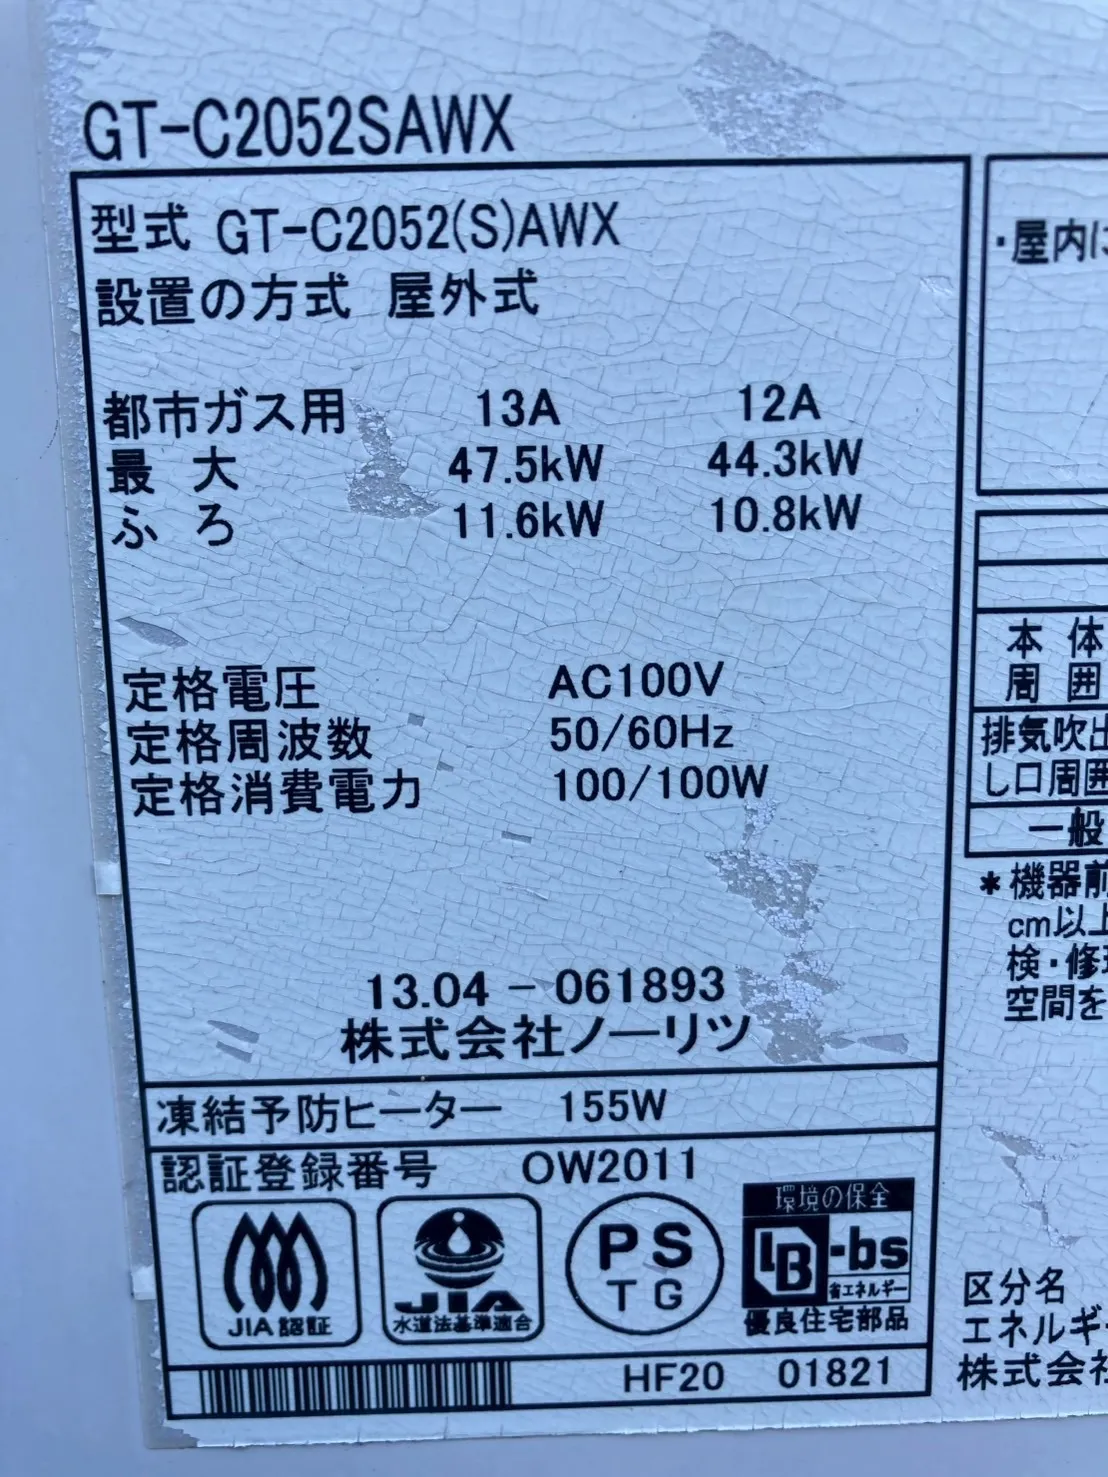 GT-C2052SAWX
型式 GT-C2052(S)AWX
設置の方式 屋外式
都市ガス用 13A 12A
最 大 47.5kW 44.3kW
ふ ろ 11.6kW 10.8kW
定格電圧 AC100V
定格周波数 50/60Hz
定格消費電力 100/100W
13.04 - 061893
株式会社ノーリツ
凍結予防ヒーター 155W
認証登録番号 OW2011
JIA認証
JIA
水道法基準適合
PS
TG
環境の保全
BL-bs
省エネルギー
優良住宅部品
HF20 01821
・屋内に
本 体
周 囲
排気吹出
し口周囲
一般
*機器前
cm以上
検・修理
空間を
区分名
エネルギー
株式会社